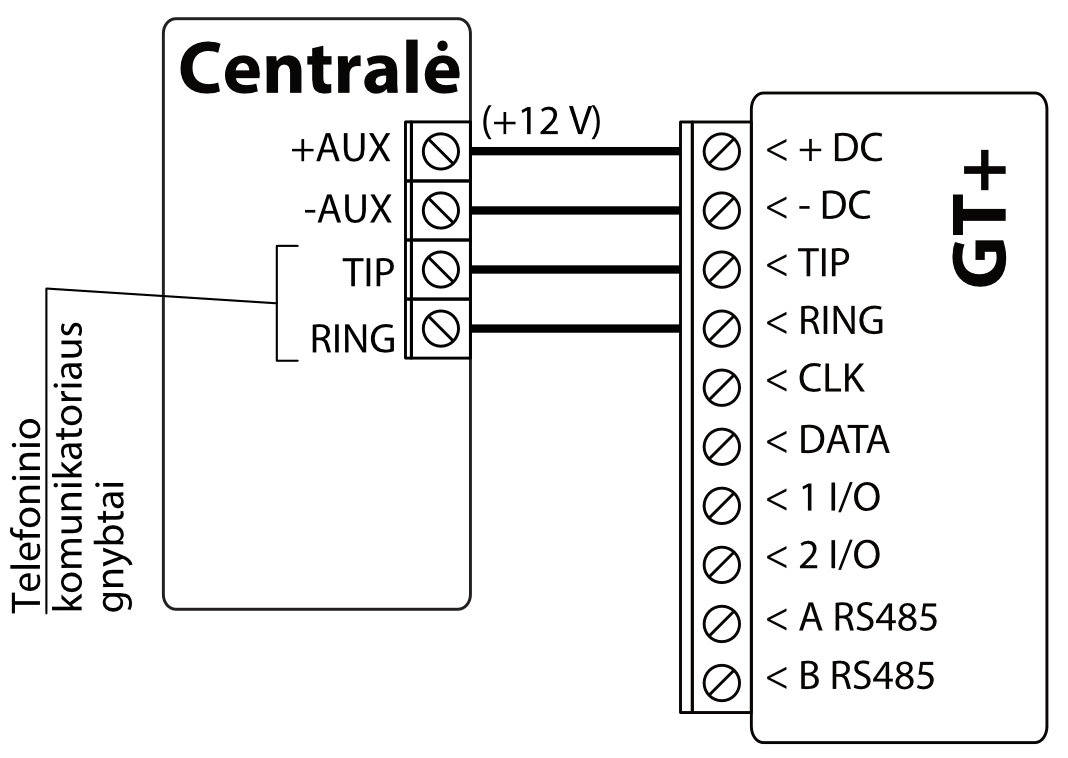 Centralė
(+12 V)
+AUX
-AUX
TIP
RING
Telefoninio
komunikatoriaus
gnybtai
GT+
< + DC
< - DC
< TIP
< RING
< CLK
< DATA
< 1 I/O
< 2 I/O
< A RS485
< B RS485